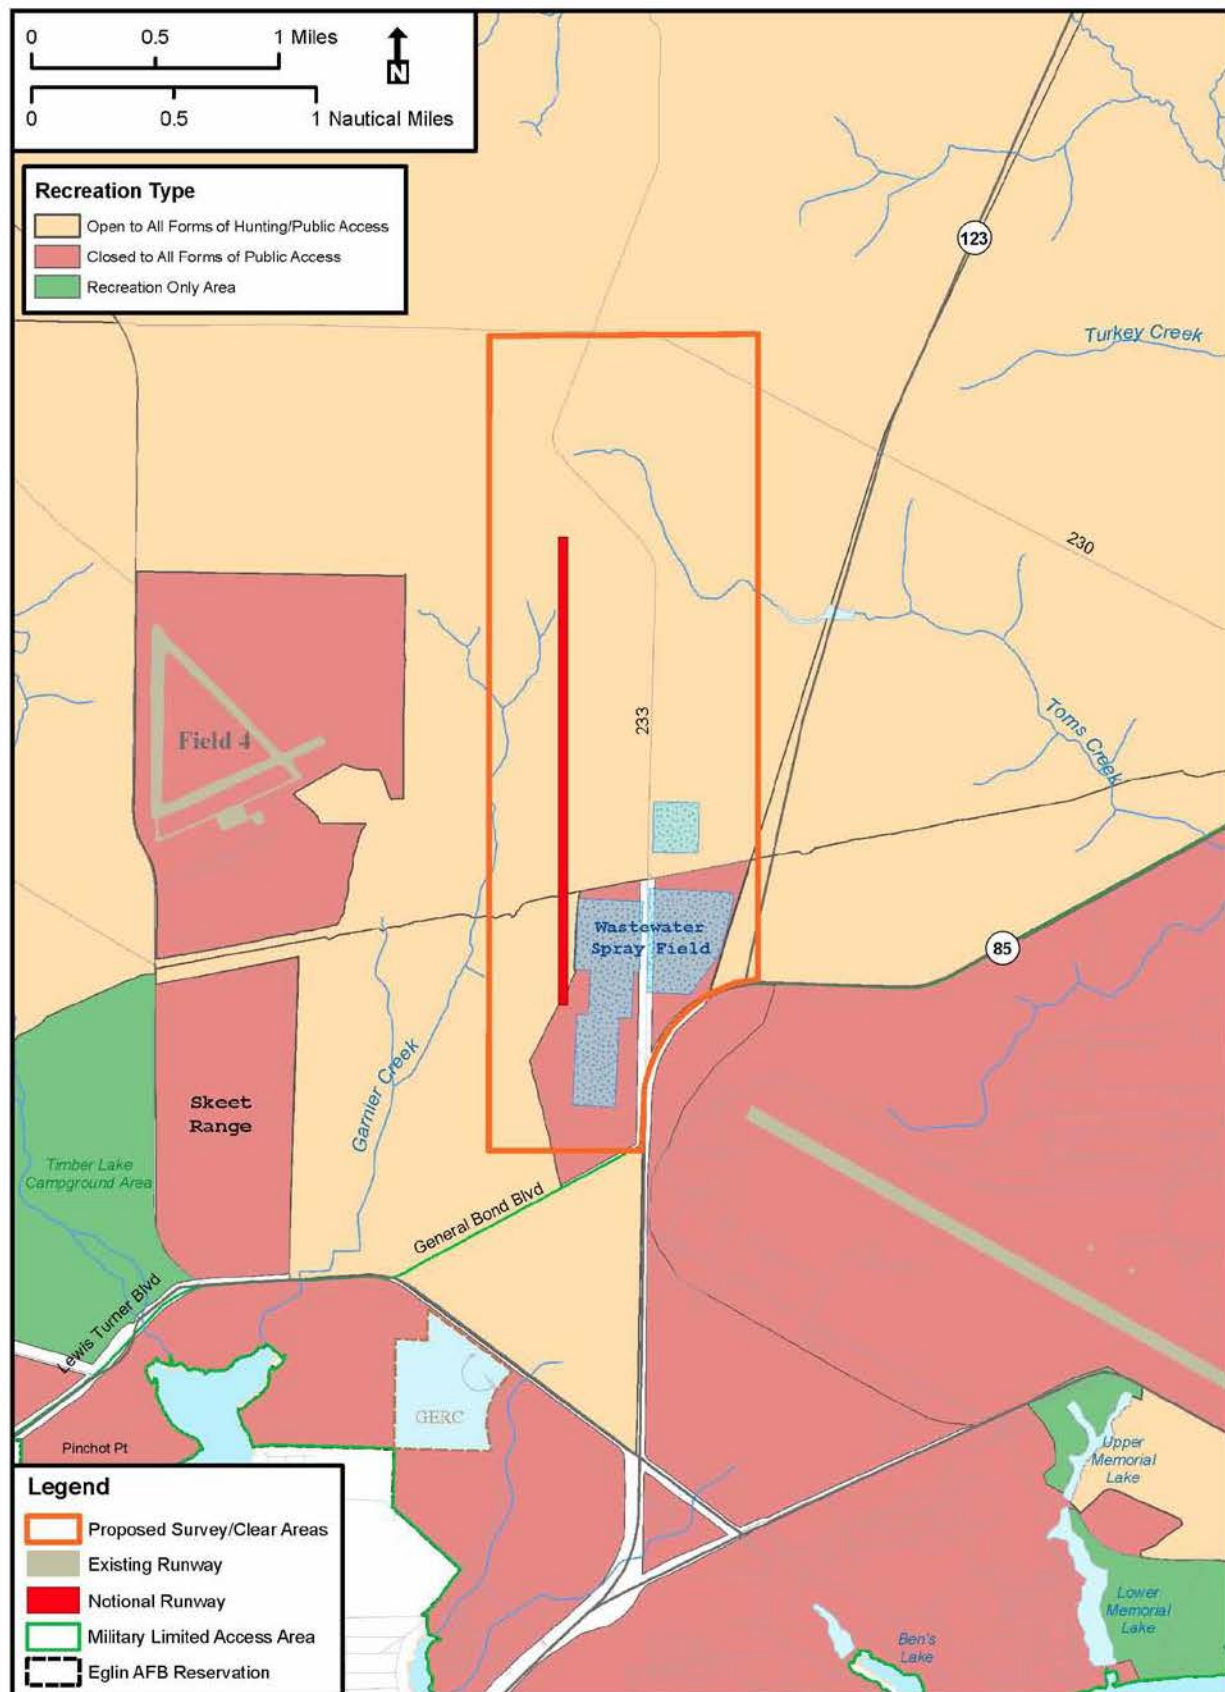 0 0.5 1 Miles
N
0 0.5 1 Nautical Miles
Recreation Type
Open to All Forms of Hunting/Public Access
Closed to All Forms of Public Access
Recreation Only Area
123
Turkey Creek
230
Toms Creek
233
Field 4
Wastewater
Spray Field
85
Garnier Creek
Skeet
Range
Timber Lake
Campground Area
General Bond Blvd
Lewis Turner Blvd
GERC
Pinchot Pt
Upper
Memorial
Lake
Lower
Memorial
Lake
Ben's
Lake
Legend
Proposed Survey/Clear Areas
Existing Runway
Notional Runway
Military Limited Access Area
Eglin AFB Reservation